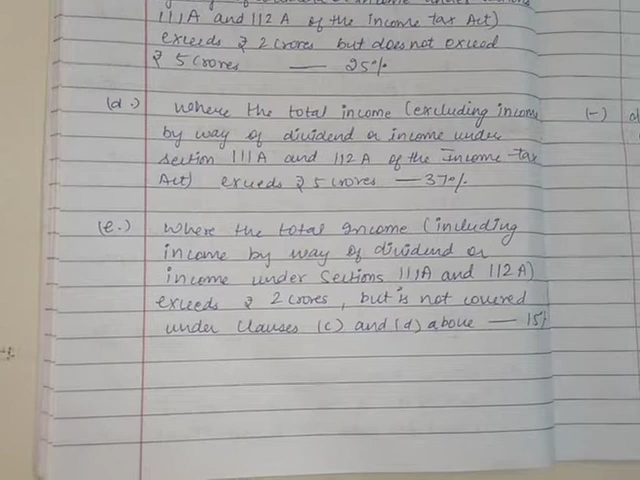 111A and 112A of the Income tax Act)
exceeds ₹ 2 Crores but does not exceed
₹ 5 Crores — 25%
(d.) Where the total income (excluding income
by way of dividend or income under
section 111A and 112A of the Income-tax
Act) exceeds ₹ 5 crores — 37%
(-)
(e.) Where the total Income (including
income by way of dividend or
income under Sections 111A and 112A)
exceeds ₹ 2 crores, but is not covered
under Clauses (c) and (d) above — 15%